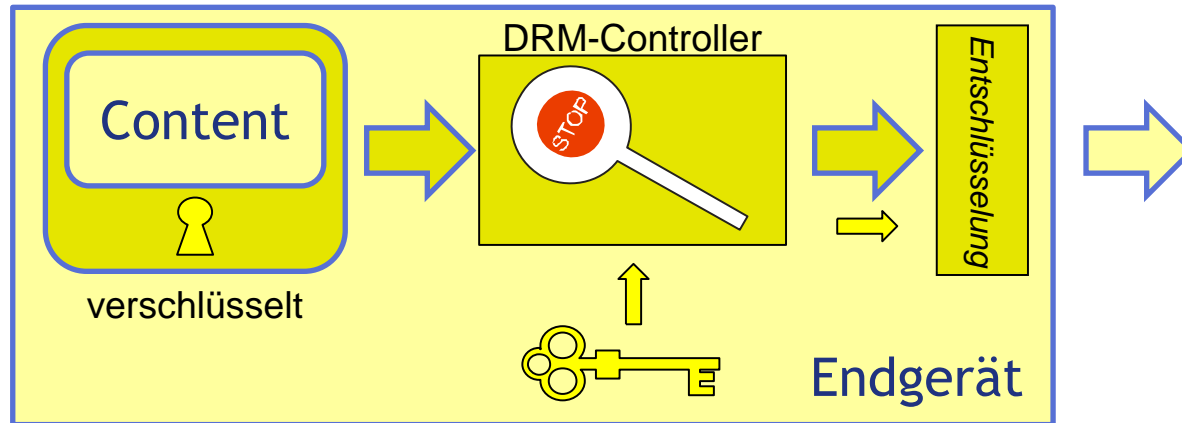 DRM-Controller
Content
STOP
Entschlüsselung
verschlüsselt
Endgerät